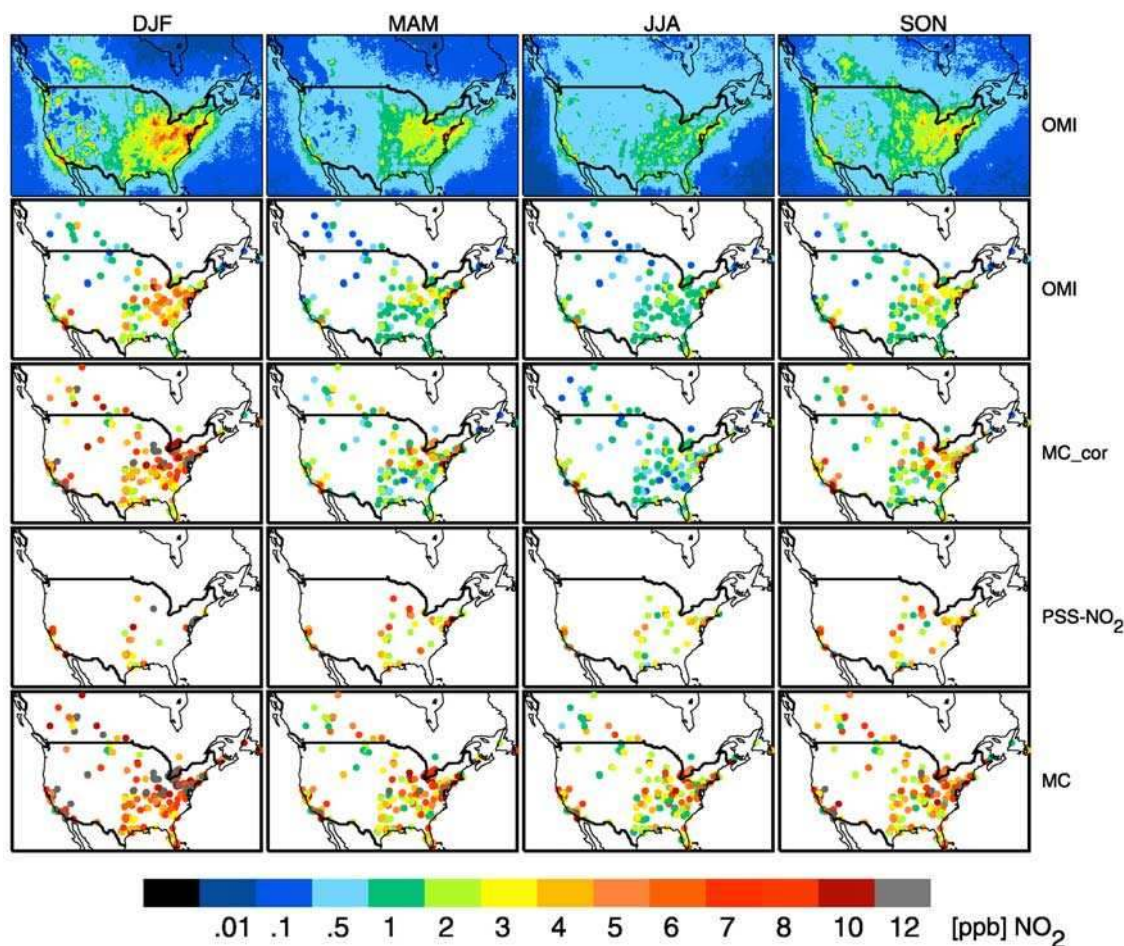 DJF MAM JJA SON
OMI
OMI
MC_cor
PSS-NO2
MC
.01 .1 .5 1 2 3 4 5 6 7 8 10 12 [ppb] NO2